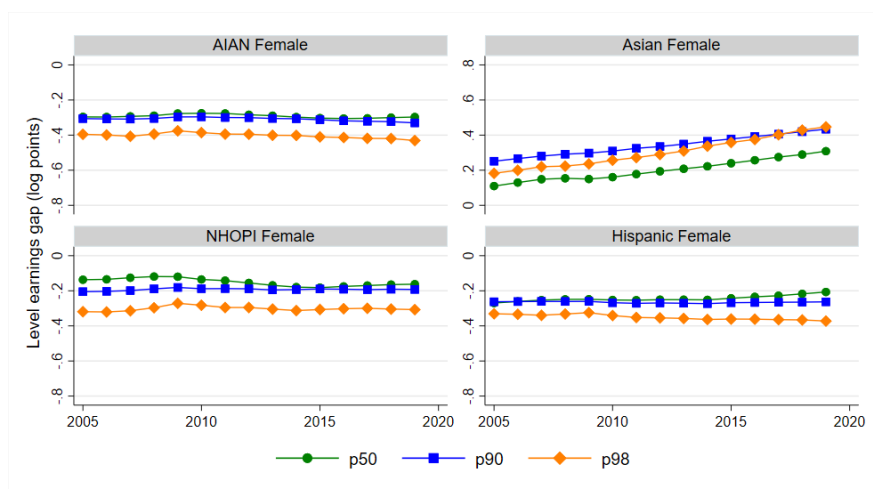 AIAN Female
Asian Female
0
-.2
-.4
-.6
-.8
.8
.6
.4
.2
0
NHOPI Female
Hispanic Female
0
-.2
-.4
-.6
-.8
0
-.2
-.4
-.6
-.8
Level earnings gap (log points)
2005 2010 2015 2020
2005 2010 2015 2020
p50 p90 p98